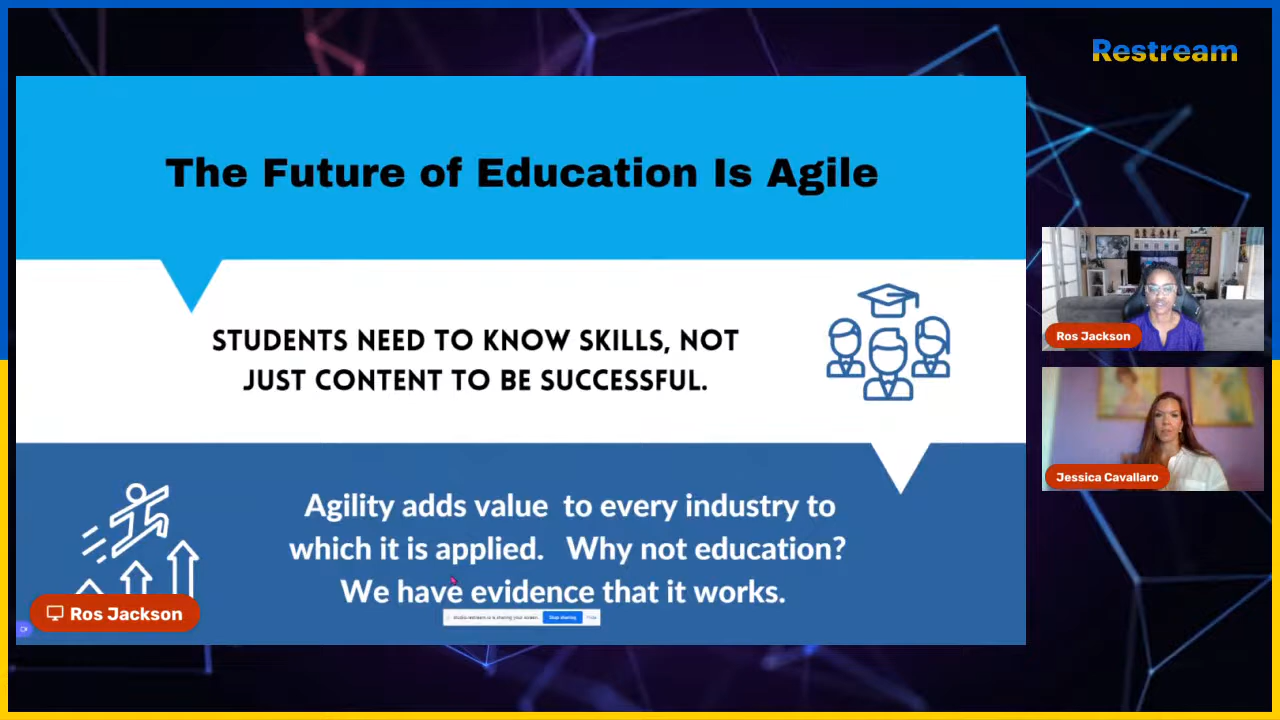 Restream
The Future of Education Is Agile
STUDENTS NEED TO KNOW SKILLS, NOT
JUST CONTENT TO BE SUCCESSFUL.
Agility adds value to every industry to
which it is applied. Why not education?
We have evidence that it works.
Stop sharing
Ros Jackson
Ros Jackson
Jessica Cavallaro